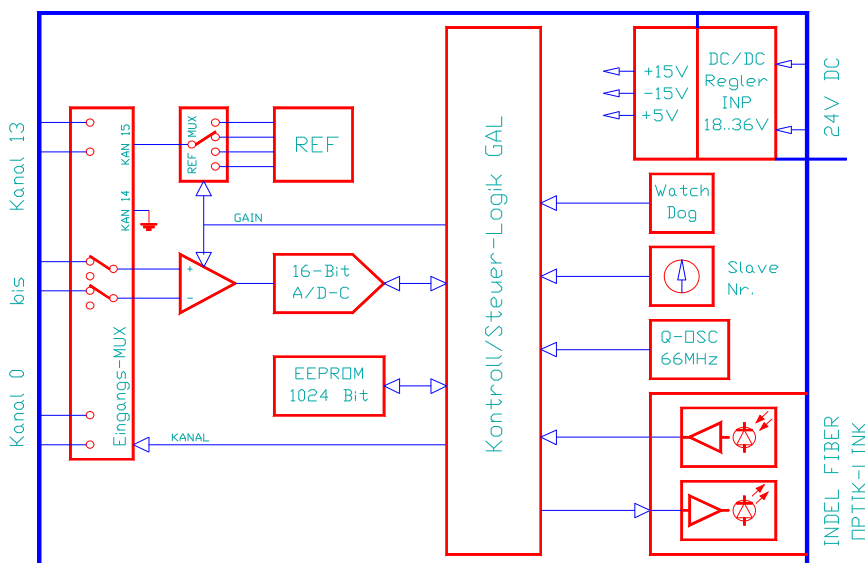 Kanal 13
bis
Kanal 0
KAN 15
KAN 14
Eingangs-MUX
REF
MUX
REF
GAIN
+
-
16-Bit
A/D-C
EEPROM
1024 Bit
KANAL
Kontroll/Steuer-Logik GAL
+15V
-15V
+5V
DC/DC
Regler
INP
18..36V
24V DC
Watch
Dog
Slave
Nr.
Q-OSC
66MHz
INDEL FIBER
OPTIK-LINK